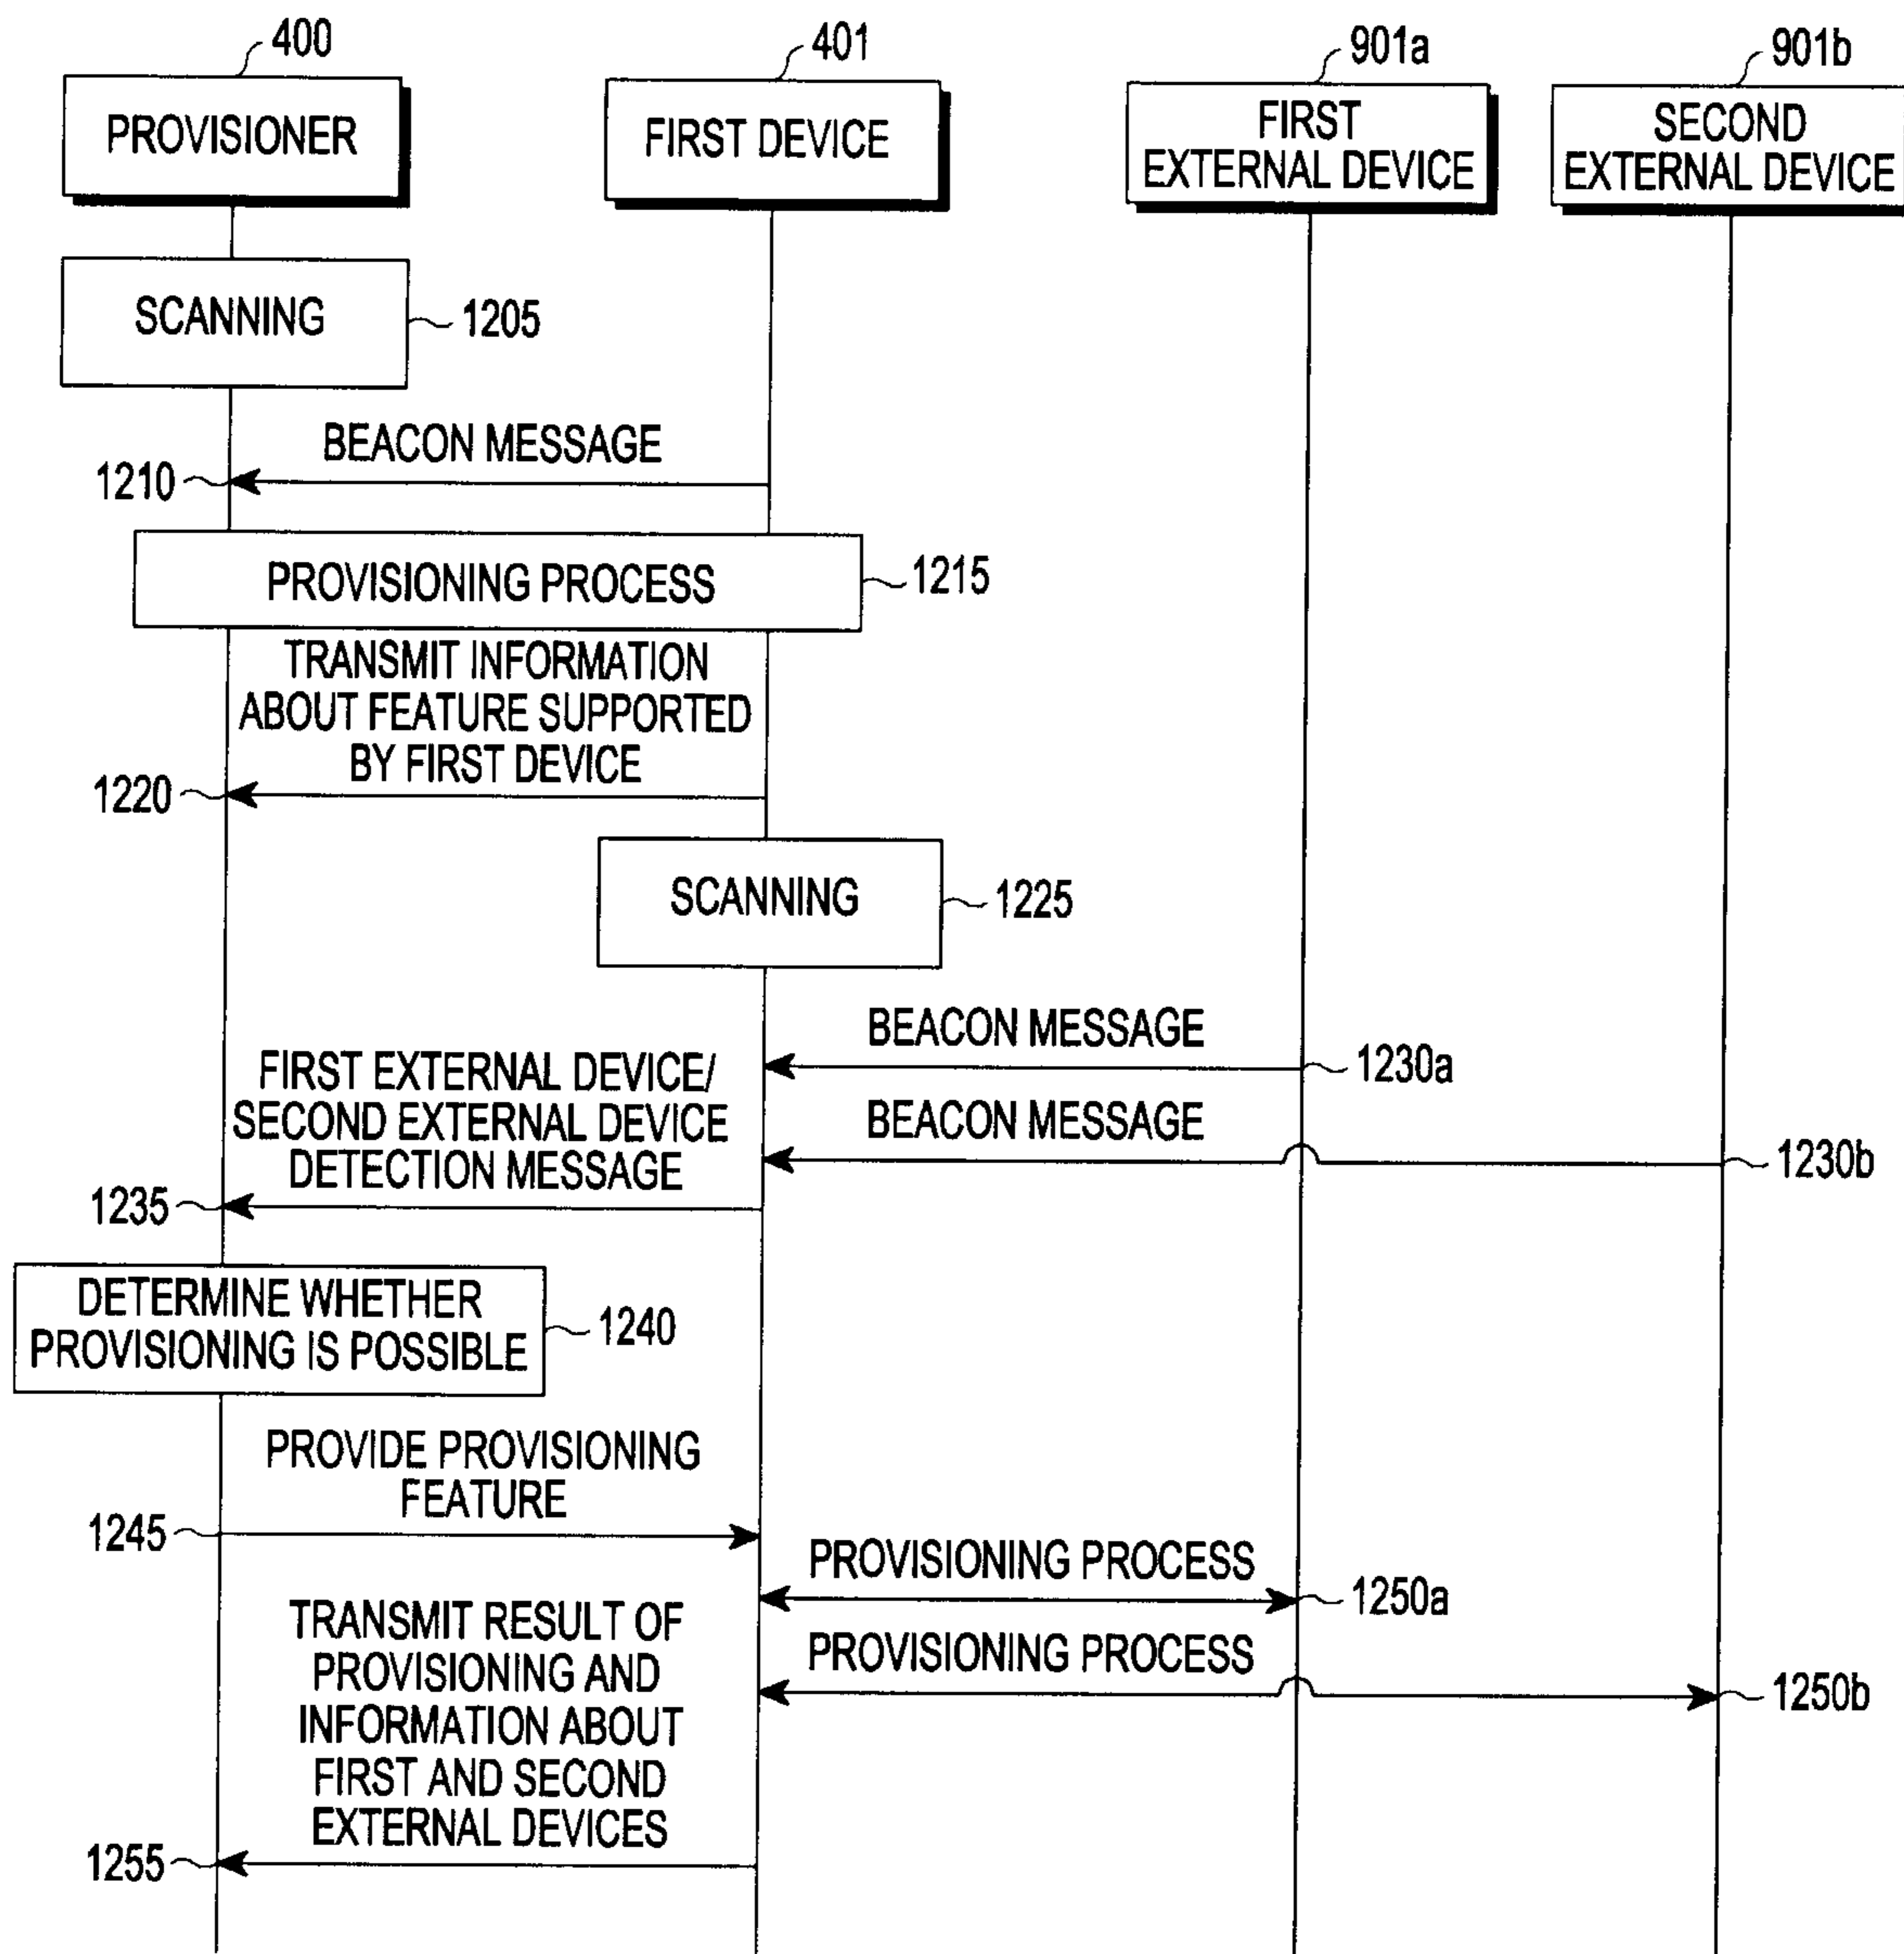 400
401
901a
901b
PROVISIONER
FIRST DEVICE
FIRST
EXTERNAL DEVICE
SECOND
EXTERNAL DEVICE
SCANNING
1205
BEACON MESSAGE
1210
PROVISIONING PROCESS
1215
TRANSMIT INFORMATION
ABOUT FEATURE SUPPORTED
BY FIRST DEVICE
1220
SCANNING
1225
BEACON MESSAGE
1230a
FIRST EXTERNAL DEVICE/
SECOND EXTERNAL DEVICE
DETECTION MESSAGE
BEACON MESSAGE
1230b
1235
DETERMINE WHETHER
PROVISIONING IS POSSIBLE
1240
PROVIDE PROVISIONING
FEATURE
1245
PROVISIONING PROCESS
1250a
TRANSMIT RESULT OF
PROVISIONING AND
INFORMATION ABOUT
FIRST AND SECOND
EXTERNAL DEVICES
PROVISIONING PROCESS
1250b
1255